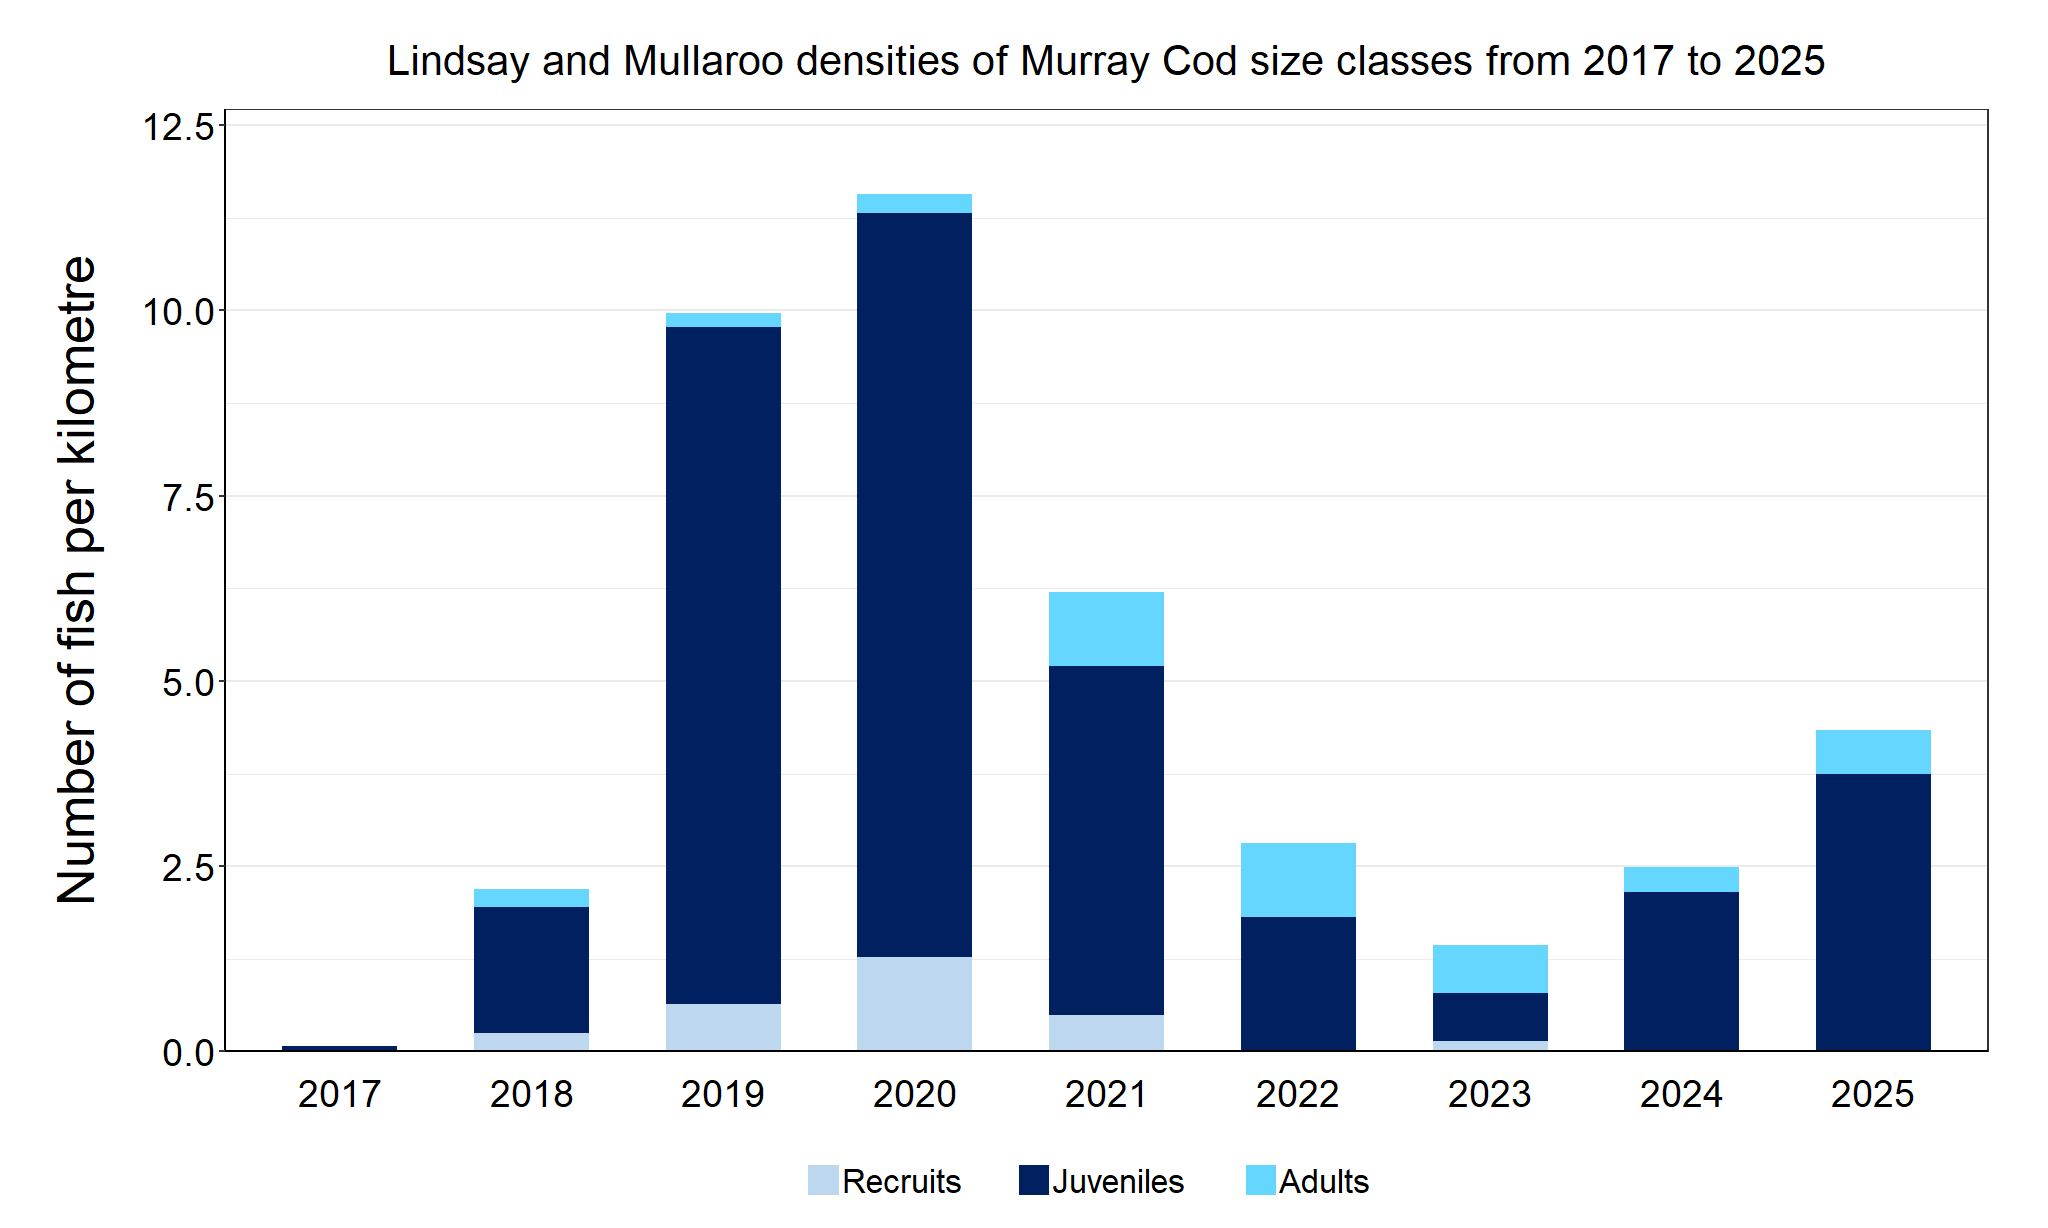 Lindsay and Mullaroo densities of Murray Cod size classes from 2017 to 2025
Number of fish per kilometre
12.5
10.0
7.5
5.0
2.5
0.0
2017 2018 2019 2020 2021 2022 2023 2024 2025
Recruits Juveniles Adults